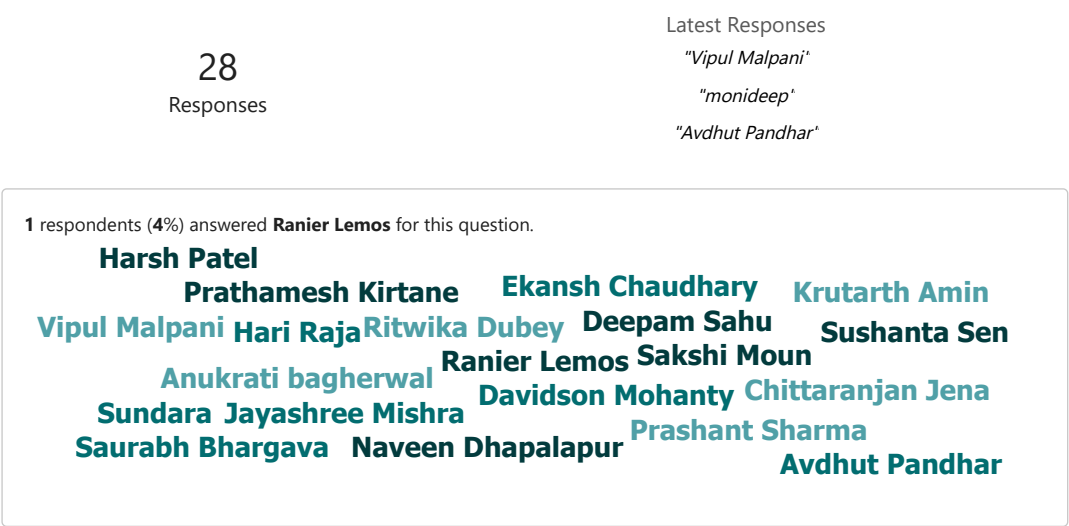 28
Responses
Latest Responses
"Vipul Malpani"
"monideep"
"Avdhut Pandhar"
1 respondents (4%) answered Ranier Lemos for this question.
Harsh Patel
Prathamesh Kirtane Ekansh Chaudhary Krutarth Amin
Vipul Malpani Hari Raja Ritwika Dubey Deepam Sahu Sushanta Sen
Ranier Lemos Sakshi Moun
Anukrati bagherwal Davidson Mohanty Chittaranjan Jena
Sundara Jayashree Mishra
Saurabh Bhargava Naveen Dhapalapur Prashant Sharma
Avdhut Pandhar